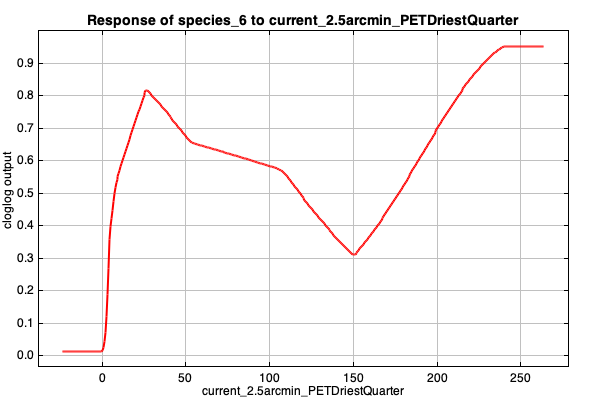 Response of species_6 to current_2.5arcmin_PETDriestQuarter
cloglog output
0.9
0.8
0.7
0.6
0.5
0.4
0.3
0.2
0.1
0.0
0 50 100 150 200 250
current_2.5arcmin_PETDriestQuarter